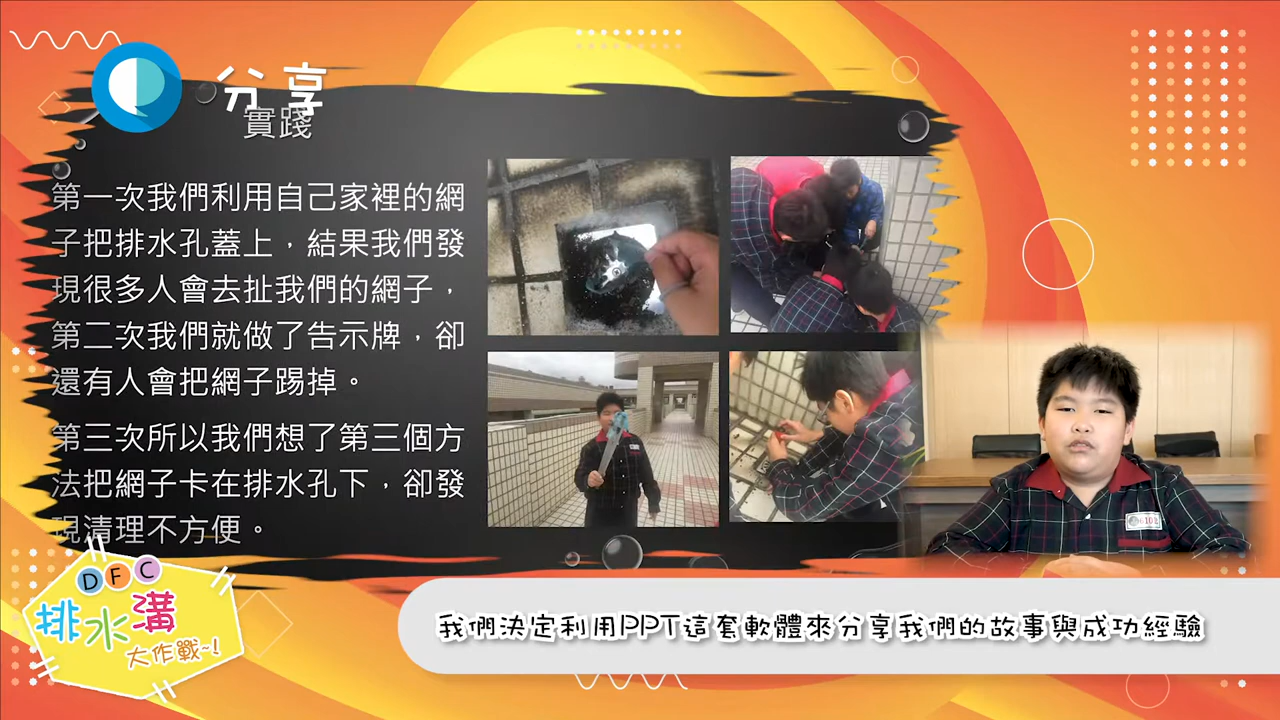 分享
實踐
第一次我們利用自己家裡的網
子把排水孔蓋上，結果我們發
現很多人會去扯我們的網子，
第二次我們就做了告示牌，卻
還有人會把網子踢掉。
第三次所以我們想了第三個方
法把網子卡在排水孔下，卻發
現清理不方便。
DFC
排水溝
大作戰~!
我們決定利用PPT這套軟體來分享我們的故事與成功經驗